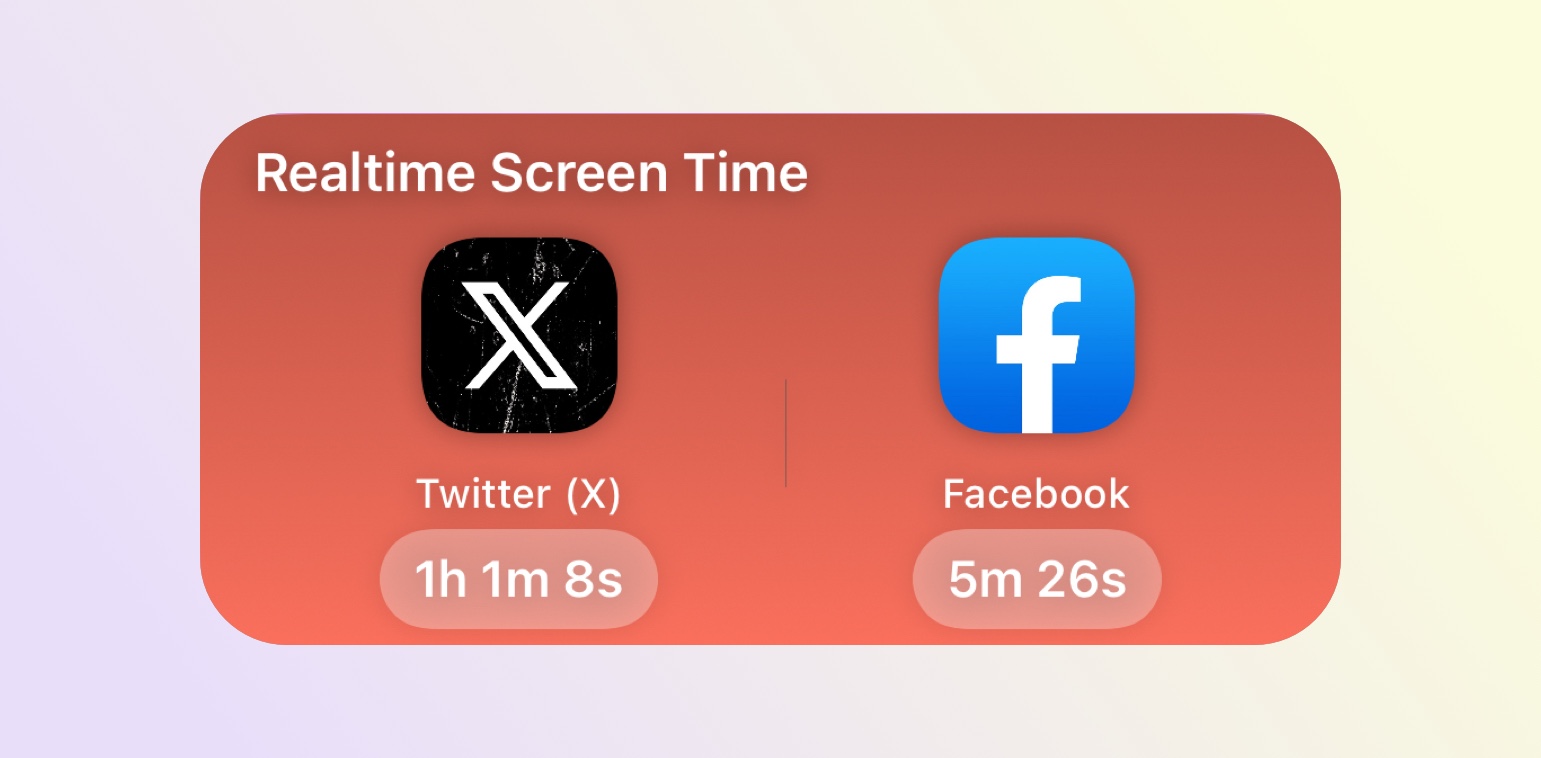 Realtime Screen Time
Twitter (X)
Facebook
1h 1m 8s
5m 26s